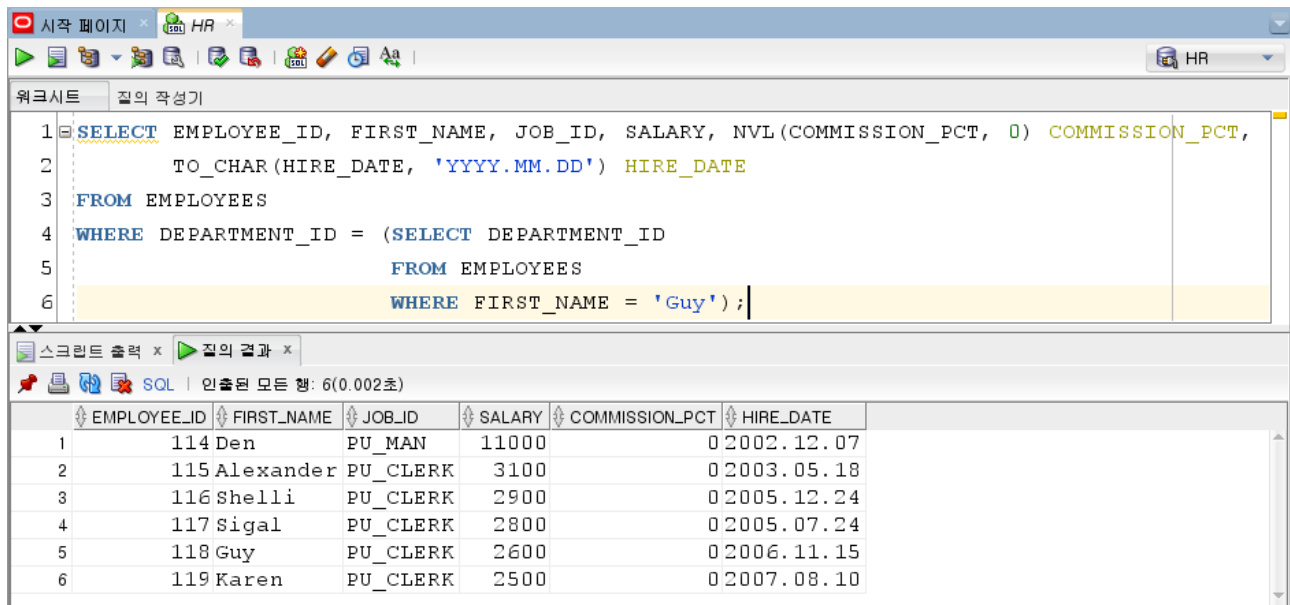 시작 페이지 × HR ×
HR
워크시트 질의 작성기
1 SELECT EMPLOYEE_ID, FIRST_NAME, JOB_ID, SALARY, NVL(COMMISSION_PCT, 0) COMMISSION_PCT,
2 TO_CHAR(HIRE_DATE, 'YYYY.MM.DD') HIRE_DATE
3 FROM EMPLOYEES
4 WHERE DEPARTMENT_ID = (SELECT DEPARTMENT_ID
5 FROM EMPLOYEES
6 WHERE FIRST_NAME = 'Guy');
스크립트 출력 x 질의 결과 x
SQL | 인출된 모든 행: 6(0.002초)
EMPLOYEE_ID FIRST_NAME JOB_ID SALARY COMMISSION_PCT HIRE_DATE
1 114 Den PU_MAN 11000 0 2002.12.07
2 115 Alexander PU_CLERK 3100 0 2003.05.18
3 116 Shelli PU_CLERK 2900 0 2005.12.24
4 117 Sigal PU_CLERK 2800 0 2005.07.24
5 118 Guy PU_CLERK 2600 0 2006.11.15
6 119 Karen PU_CLERK 2500 0 2007.08.10